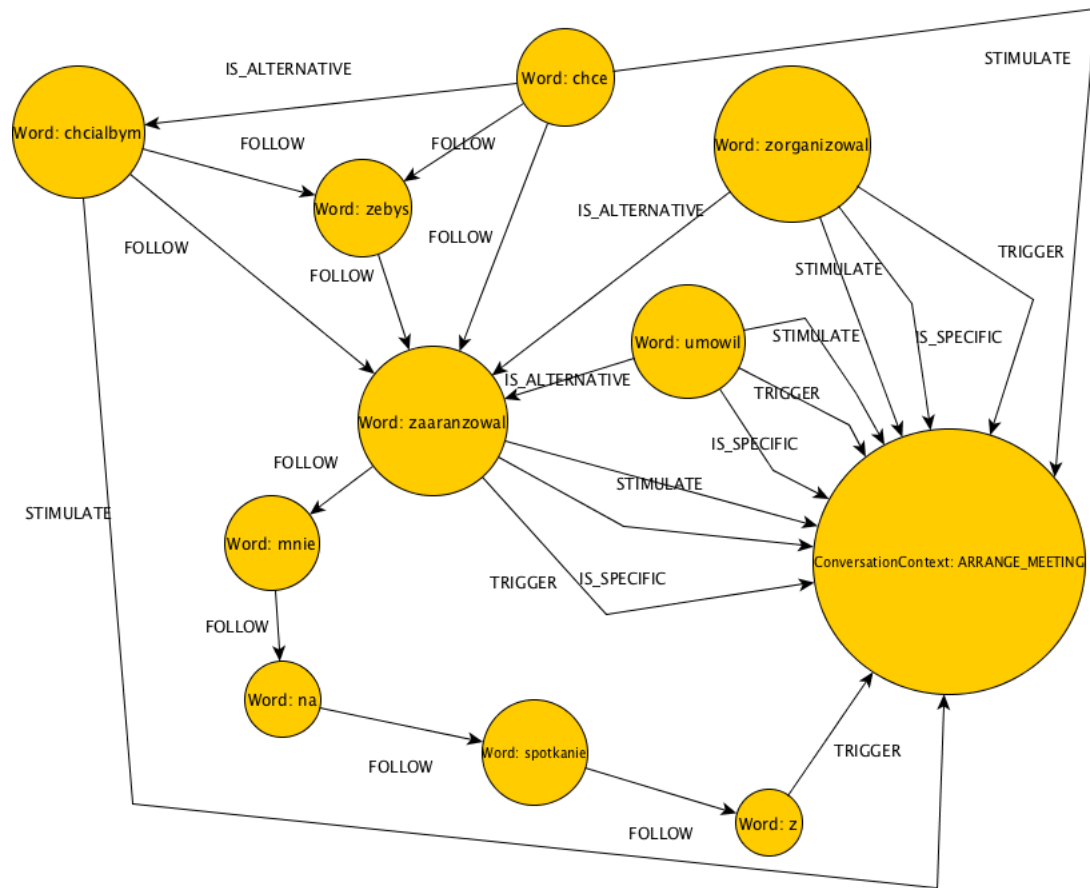 STIMULATE
IS_ALTERNATIVE
Word: chce
Word: chcialbym
FOLLOW
FOLLOW
Word: zorganizowal
Word: zebys
IS_ALTERNATIVE
FOLLOW
FOLLOW
TRIGGER
FOLLOW
STIMULATE
Word: umowil
STIMULATE
IS_SPECIFIC
IS_ALTERNATIVE
TRIGGER
Word: zaaranzowal
IS_SPECIFIC
FOLLOW
STIMULATE
STIMULATE
Word: mnie
ConversationContext: ARRANGE_MEETING
TRIGGER
IS_SPECIFIC
FOLLOW
Word: na
Word: spotkanie
TRIGGER
FOLLOW
Word: z
FOLLOW